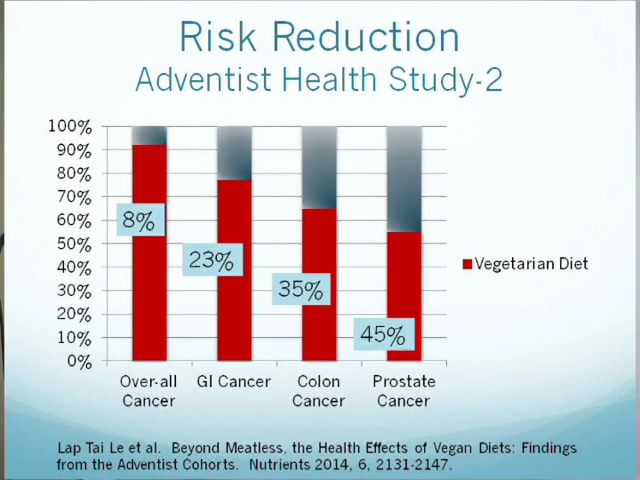 Risk Reduction
Adventist Health Study-2
100%
90%
80%
70%
60%
50%
40%
30%
20%
10%
0%
8%
23%
35%
45%
Vegetarian Diet
Over-all
Cancer
GI Cancer
Colon
Cancer
Prostate
Cancer
Lap Tai Le et al. Beyond Meatless, the Health Effects of Vegan Diets: Findings
from the Adventist Cohorts. Nutrients 2014, 6, 2131-2147.